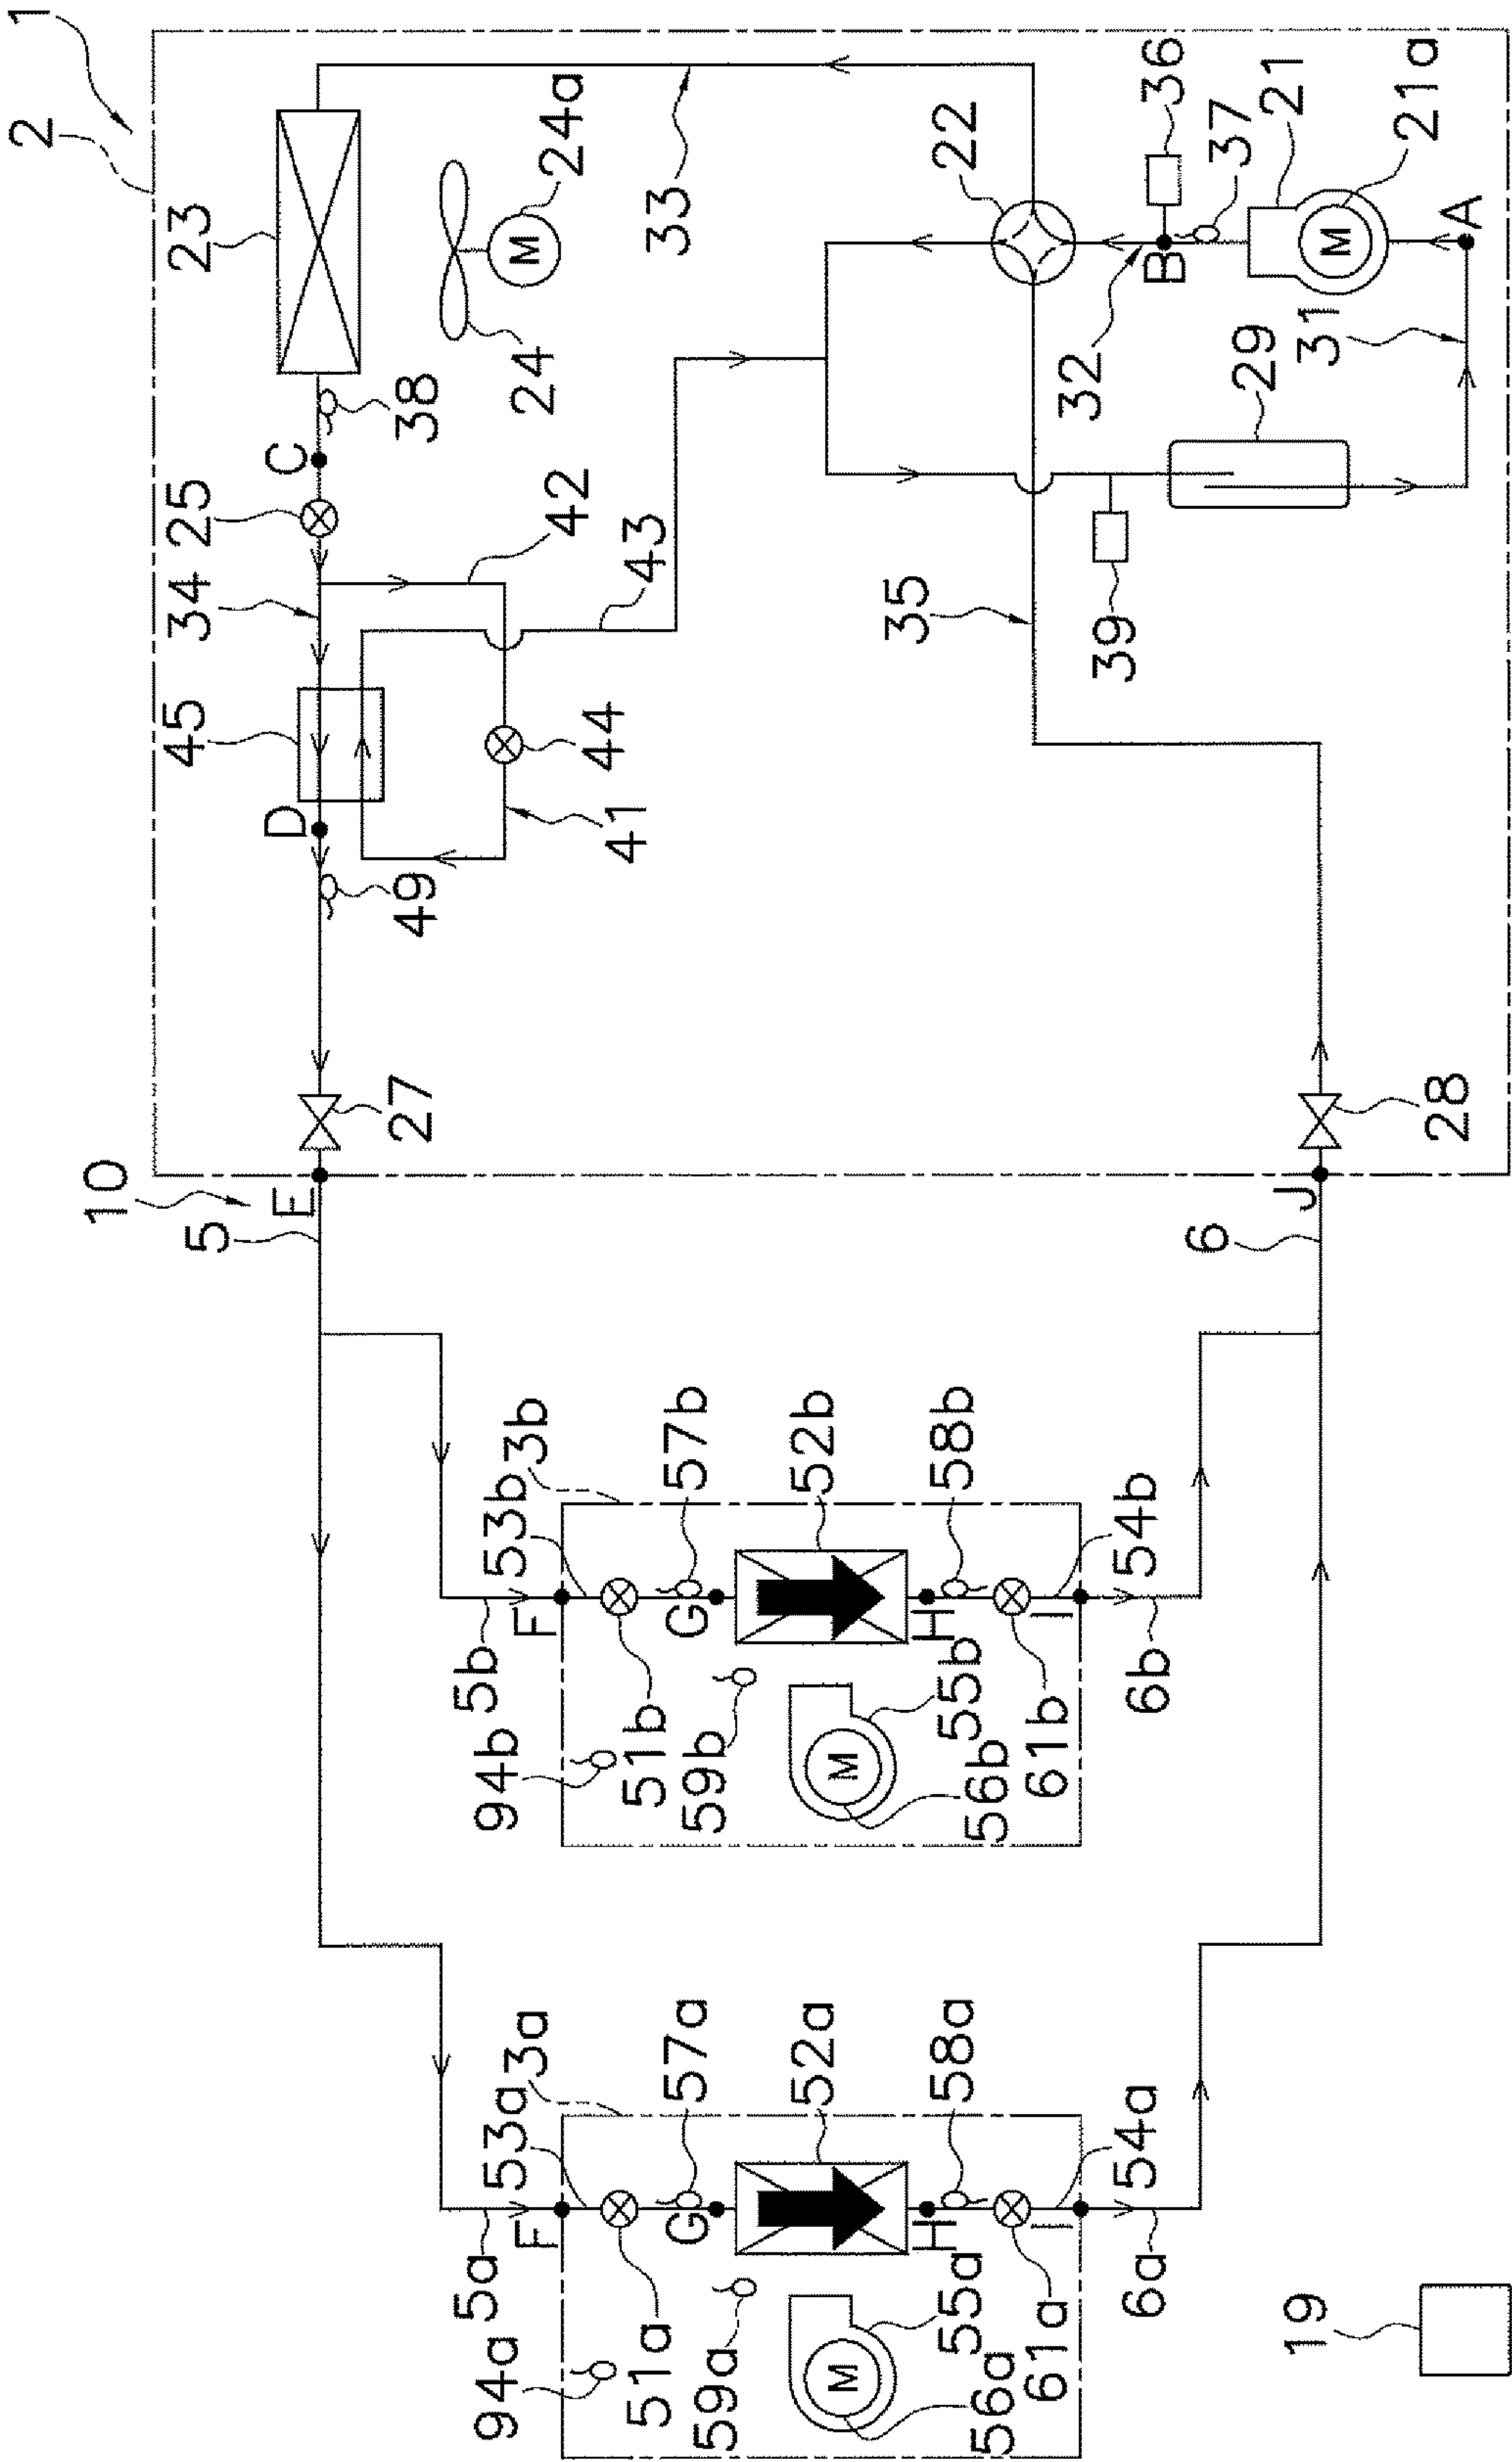 2
1
10
5
45
34
25
23
E
D
C
27
49
38
94a
5a
53a
3a
94b
5b
53b
3b
F
F
41
44
43
42
24
M
24a
51a
59a
G
57a
51b
59b
G
57b
33
M
52a
M
52b
35
22
56a
55a
H
58a
56b
55b
H
58b
61a
I
54a
61b
I
54b
39
32
B
36
6a
6b
6
37
29
21
19
J
31
M
28
21a
A